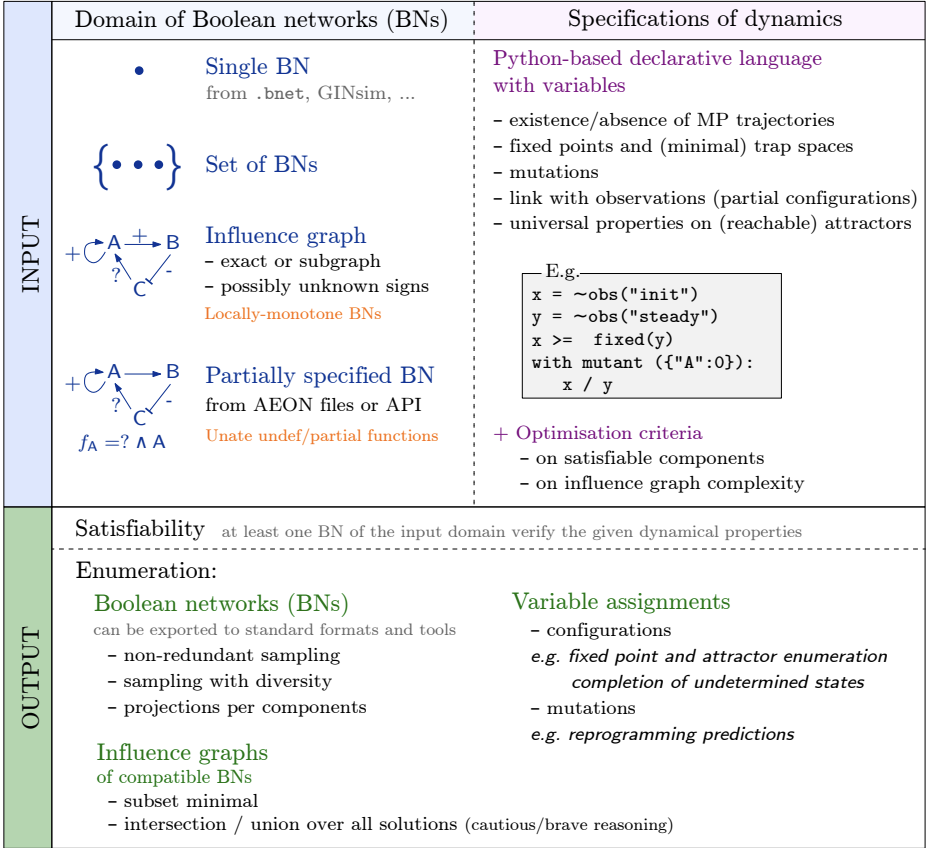 Domain of Boolean networks (BNs)
Specifications of dynamics
INPUT
Single BN
from .bnet, GINsim, ...
{•••}
Set of BNs
+ A + B
? - C
Influence graph
– exact or subgraph
– possibly unknown signs
Locally-monotone BNs
+ A B
? - C
f_A =? ∧ A
Partially specified BN
from AEON files or API
Unate undef/partial functions
Python-based declarative language
with variables
– existence/absence of MP trajectories
– fixed points and (minimal) trap spaces
– mutations
– link with observations (partial configurations)
– universal properties on (reachable) attractors
E.g.
x = ~obs("init")
y = ~obs("steady")
x >= fixed(y)
with mutant ({"A":0}):
x / y
+ Optimisation criteria
– on satisfiable components
– on influence graph complexity
OUTPUT
Satisfiability at least one BN of the input domain verify the given dynamical properties
Enumeration:
Boolean networks (BNs)
can be exported to standard formats and tools
– non-redundant sampling
– sampling with diversity
– projections per components
Influence graphs
of compatible BNs
– subset minimal
– intersection / union over all solutions (cautious/brave reasoning)
Variable assignments
– configurations
e.g. fixed point and attractor enumeration
completion of undetermined states
– mutations
e.g. reprogramming predictions